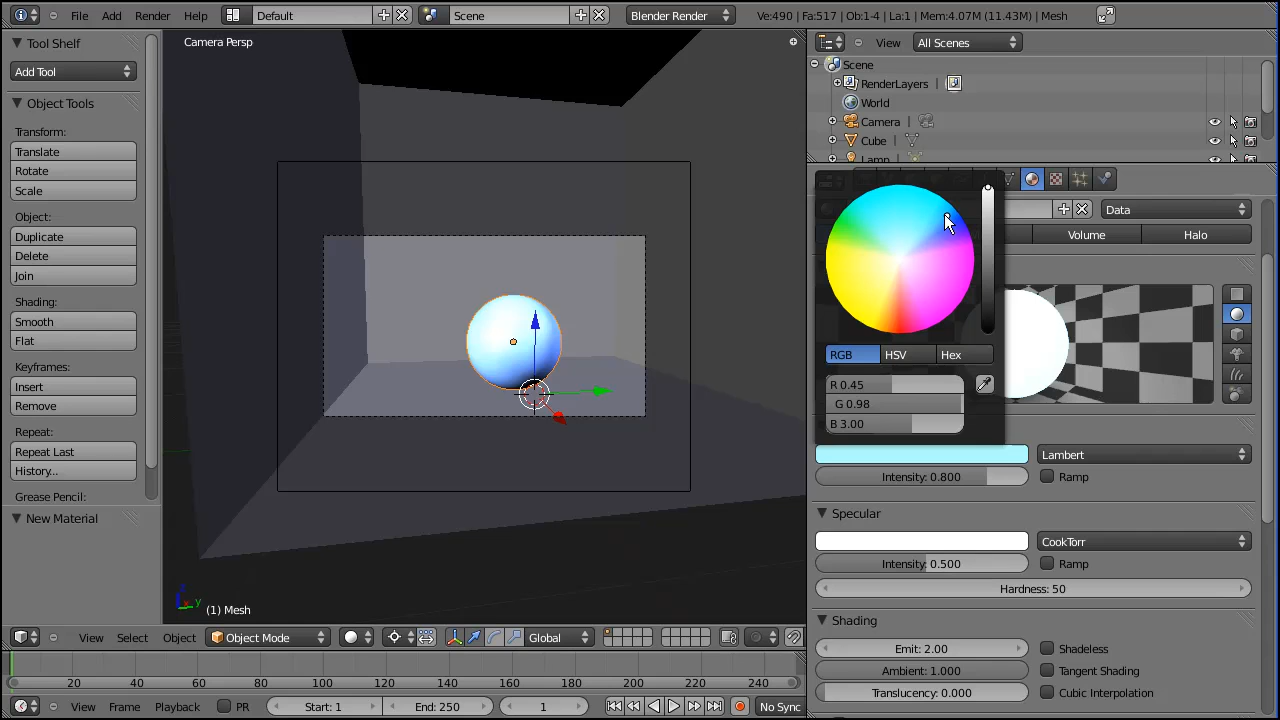 File Add Render Help Default Scene Blender Render Ve:490 | Fa:517 | Ob:1-4 | La:1 | Mem:4.07M (11.43M) | Mesh
Tool Shelf
Add Tool
Object Tools
Transform:
Translate
Rotate
Scale
Object:
Duplicate
Delete
Join
Shading:
Smooth
Flat
Keyframes:
Insert
Remove
Repeat:
Repeat Last
History...
Grease Pencil:
New Material
Camera Persp
(1) Mesh
View Select Object Object Mode Global
20 40 60 80 100 120 140 160 180 200 220 240
View Frame Playback PR Start: 1 End: 250 1 No Sync
View All Scenes
Scene
RenderLayers |
World
Camera |
Cube |
Lamp |
Data
Volume Halo
RGB HSV Hex
R 0.45
G 0.98
B 3.00
Lambert
Intensity: 0.800 Ramp
Specular
CookTorr
Intensity: 0.500 Ramp
Hardness: 50
Shading
Emit: 2.00 Shadeless
Ambient: 1.000 Tangent Shading
Translucency: 0.000 Cubic Interpolation